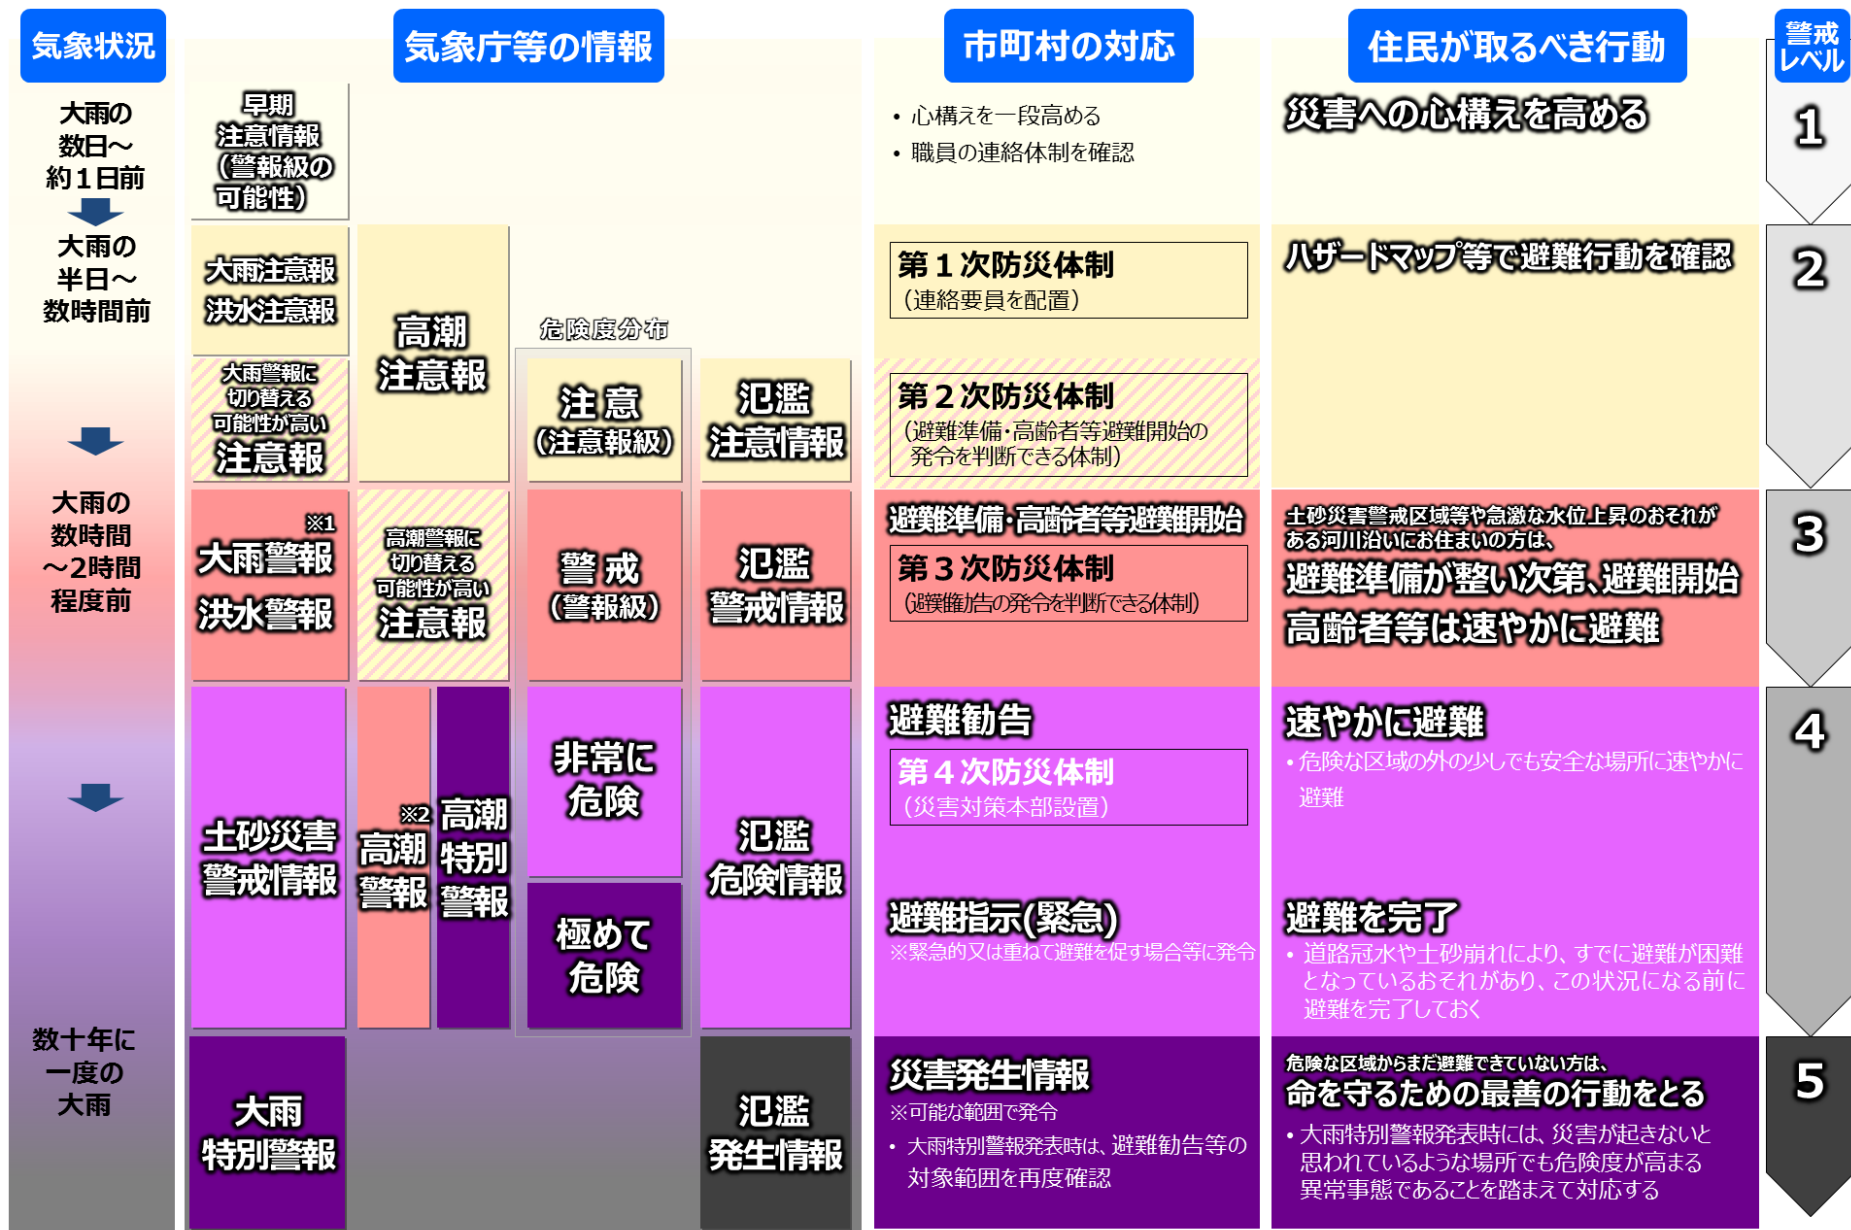 気象状況
気象庁等の情報
市町村の対応
住民が取るべき行動
警戒
レベル
大雨の
数日～
約１日前
早期
注意情報
（警報級の
可能性）
• 心構えを一段高める
• 職員の連絡体制を確認
災害への心構えを高める
1
大雨の
半日～
数時間前
大雨注意報
洪水注意報
大雨警報に
切り替える
可能性が高い
注意報
高潮
注意報
危険度分布
注 意
（注意報級）
氾濫
注意情報
第１次防災体制
（連絡要員を配置）
第２次防災体制
（避難準備・高齢者等避難開始の
発令を判断できる体制）
ハザードマップ等で避難行動を確認
2
大雨の
数時間
～2時間
程度前
※1
大雨警報
洪水警報
高潮警報に
切り替える
可能性が高い
注意報
警 戒
（警報級）
氾濫
警戒情報
避難準備・高齢者等避難開始
第３次防災体制
（避難勧告の発令を判断できる体制）
土砂災害警戒区域等や急激な水位上昇のおそれが
ある河川沿いにお住まいの方は、
避難準備が整い次第、避難開始
高齢者等は速やかに避難
3
土砂災害
警戒情報
※2
高潮
警報
高潮
特別
警報
非常に
危険
極めて
危険
氾濫
危険情報
避難勧告
第４次防災体制
（災害対策本部設置）
避難指示(緊急)
※緊急的又は重ねて避難を促す場合等に発令
速やかに避難
• 危険な区域の外の少しでも安全な場所に速やかに
避難
避難を完了
• 道路冠水や土砂崩れにより、すでに避難が困難
となっているおそれがあり、この状況になる前に
避難を完了しておく
4
数十年に
一度の
大雨
大雨
特別警報
氾濫
発生情報
災害発生情報
※可能な範囲で発令
• 大雨特別警報発表時は、避難勧告等の
対象範囲を再度確認
危険な区域からまだ避難できていない方は、
命を守るための最善の行動をとる
• 大雨特別警報発表時には、災害が起きないと
思われているような場所でも危険度が高まる
異常事態であることを踏まえて対応する
5